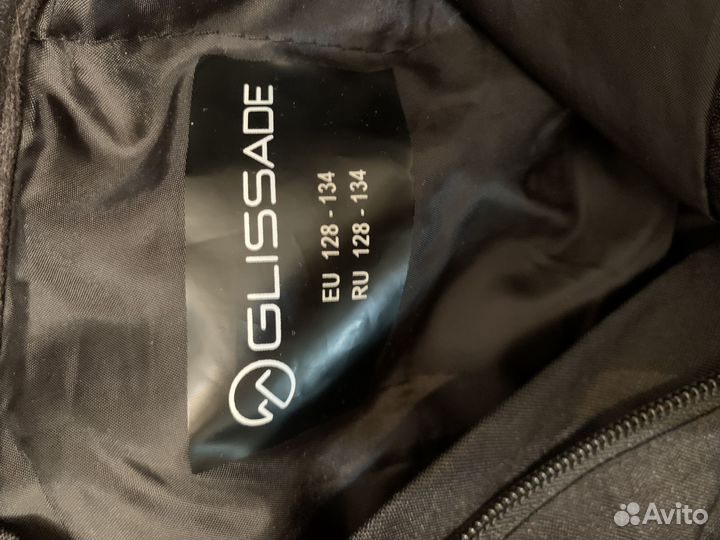 GLISSADE
EU 128 - 134
RU 128 - 134
Avito